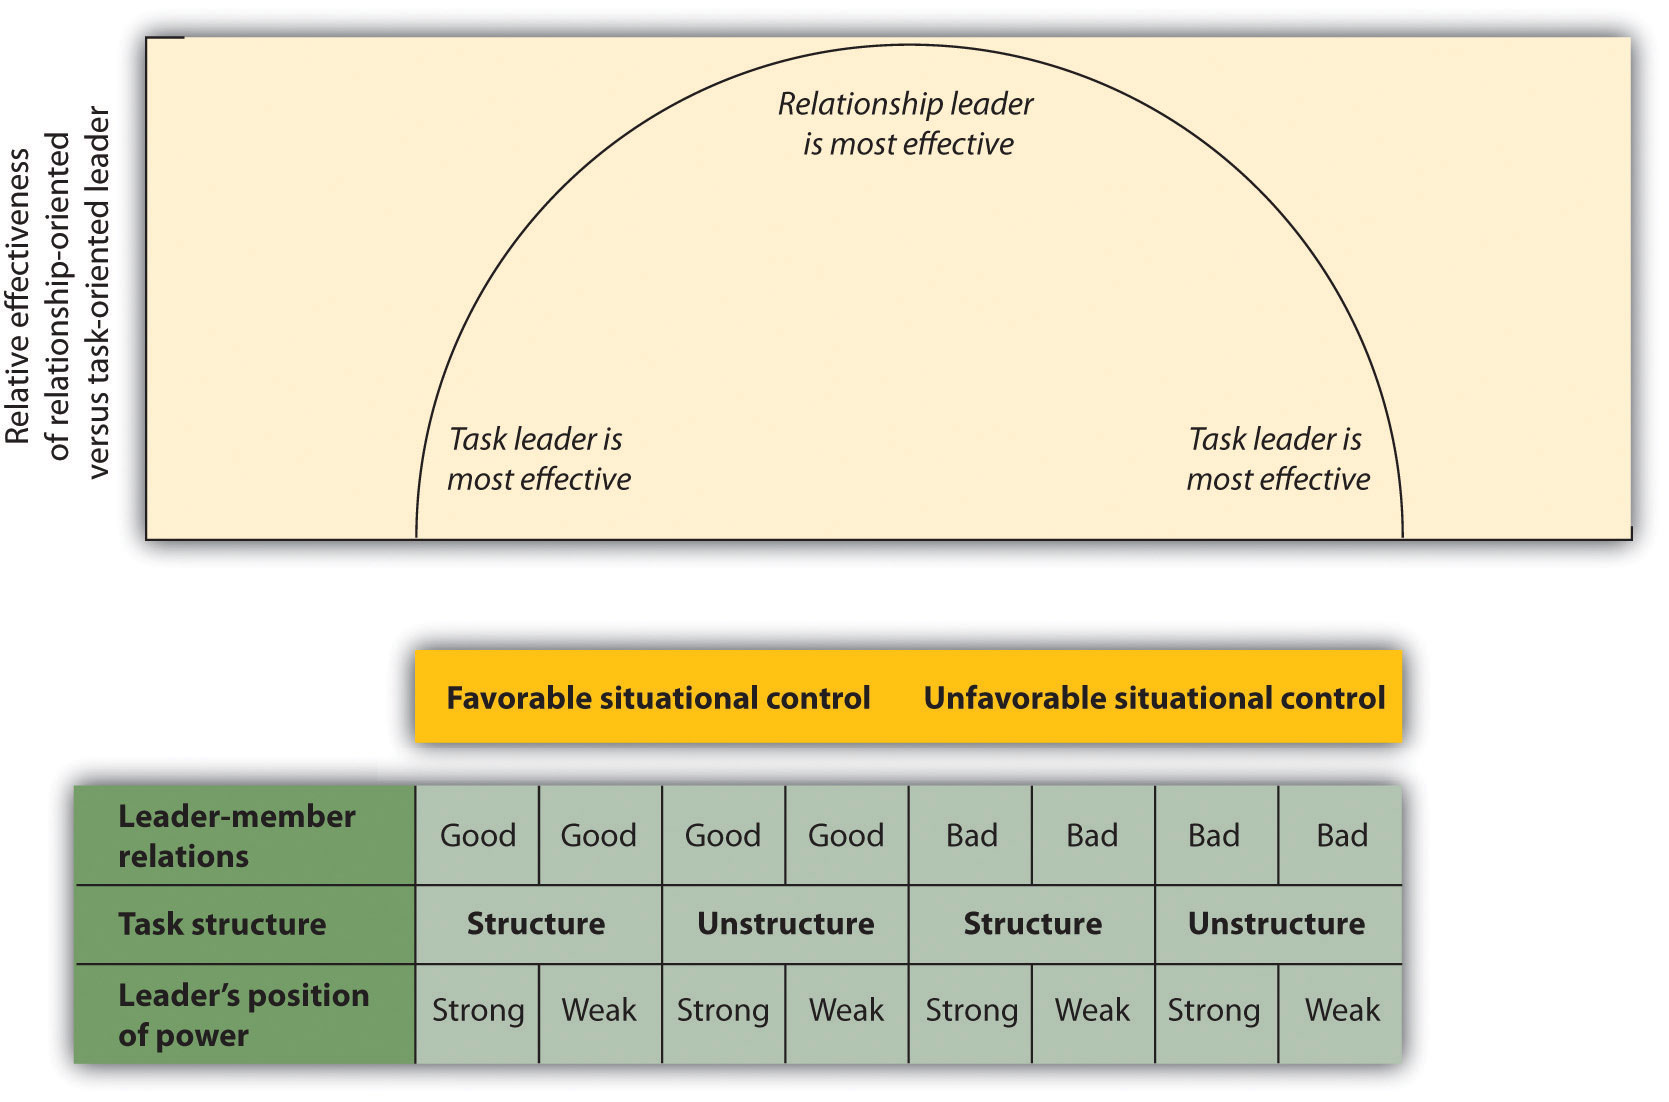 Relative effectiveness
of relationship-oriented
versus task-oriented leader
Relationship leader
is most effective
Task leader is
most effective
Task leader is
most effective
Favorable situational control
Unfavorable situational control
Leader-member
relations
Good Good Good Good Bad Bad Bad Bad
Task structure
Structure Unstructure Structure Unstructure
Leader’s position
of power
Strong Weak Strong Weak Strong Weak Strong Weak